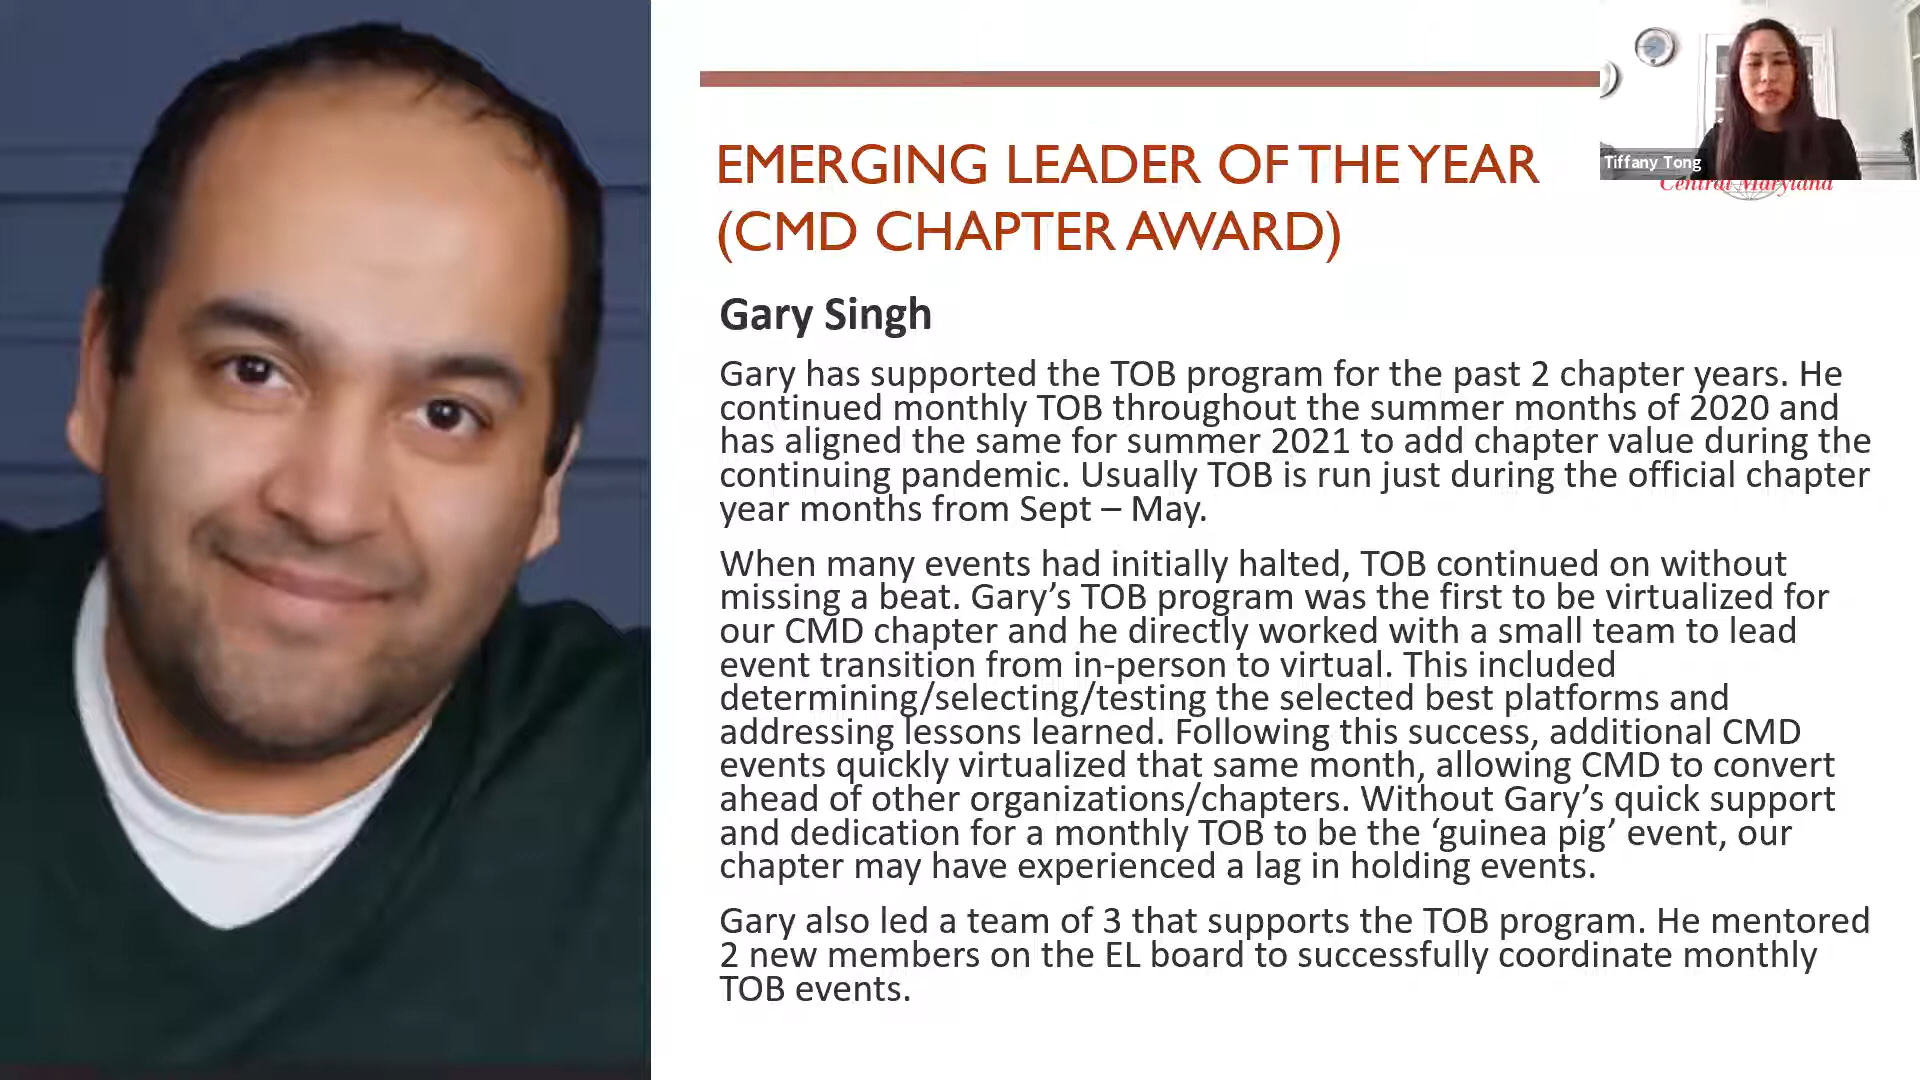 EMERGING LEADER OF THE YEAR
(CMD CHAPTER AWARD)
Tiffany Tong
Central Maryland
Gary Singh
Gary has supported the TOB program for the past 2 chapter years. He
continued monthly TOB throughout the summer months of 2020 and
has aligned the same for summer 2021 to add chapter value during the
continuing pandemic. Usually TOB is run just during the official chapter
year months from Sept – May.
When many events had initially halted, TOB continued on without
missing a beat. Gary’s TOB program was the first to be virtualized for
our CMD chapter and he directly worked with a small team to lead
event transition from in-person to virtual. This included
determining/selecting/testing the selected best platforms and
addressing lessons learned. Following this success, additional CMD
events quickly virtualized that same month, allowing CMD to convert
ahead of other organizations/chapters. Without Gary’s quick support
and dedication for a monthly TOB to be the ‘guinea pig’ event, our
chapter may have experienced a lag in holding events.
Gary also led a team of 3 that supports the TOB program. He mentored
2 new members on the EL board to successfully coordinate monthly
TOB events.